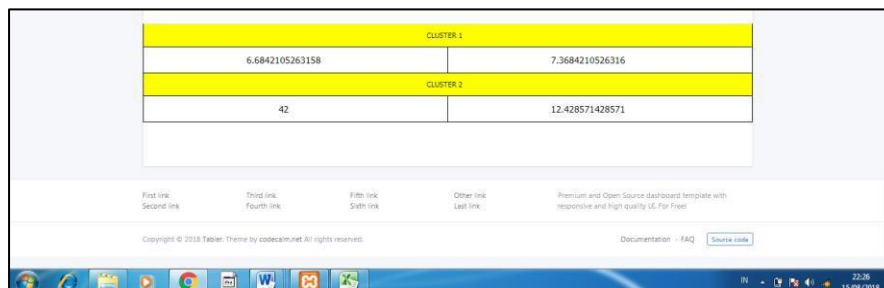 CLUSTER 1
6.6842105263158 7.3684210526316
CLUSTER 2
42 12.428571428571
First link Third link Fifth link Other link Premium and Open Source dashboard template with
Second link Fourth link Sixth link Last link responsive and high quality UI. For Free!
Copyright © 2018 Tabler. Theme by codecalm.net All rights reserved. Documentation FAQ Source code
IN 22:26
15/08/2018